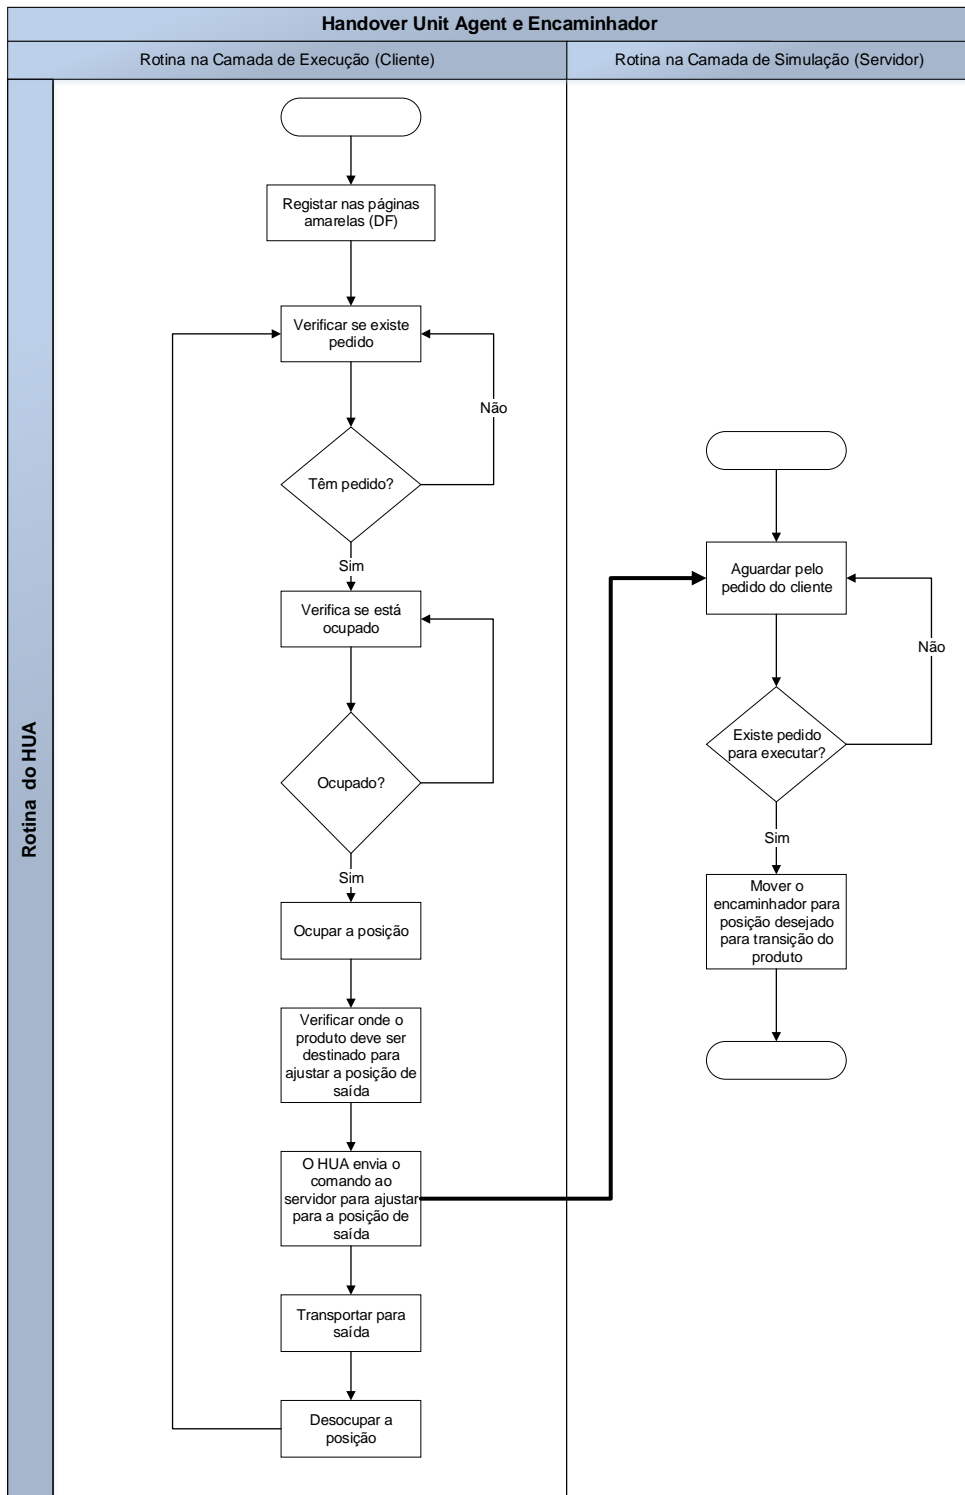 Handover Unit Agent e Encaminhador
Rotina na Camada de Execução (Cliente)
Rotina na Camada de Simulação (Servidor)
Rotina do HUA
Registar nas páginas
amarelas (DF)
Verificar se existe
pedido
Não
Têm pedido?
Sim
Verifica se está
ocupado
Ocupado?
Sim
Ocupar a posição
Verificar onde o
produto deve ser
destinado para
ajustar a posição de
saída
O HUA envia o
comando ao
servidor para ajustar
para a posição de
saída
Transportar para
saída
Desocupar a
posição
Aguardar pelo
pedido do cliente
Não
Existe pedido
para executar?
Sim
Mover o
encaminhador para
posição desejado
para transição do
produto